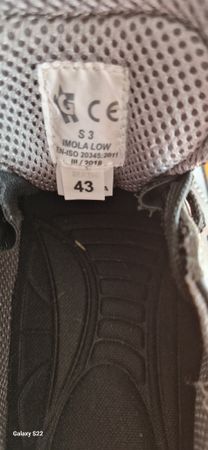 CE
S 3
IMOLA LOW
EN-ISO 20345:2011
III / 2018
43
Galaxy S22